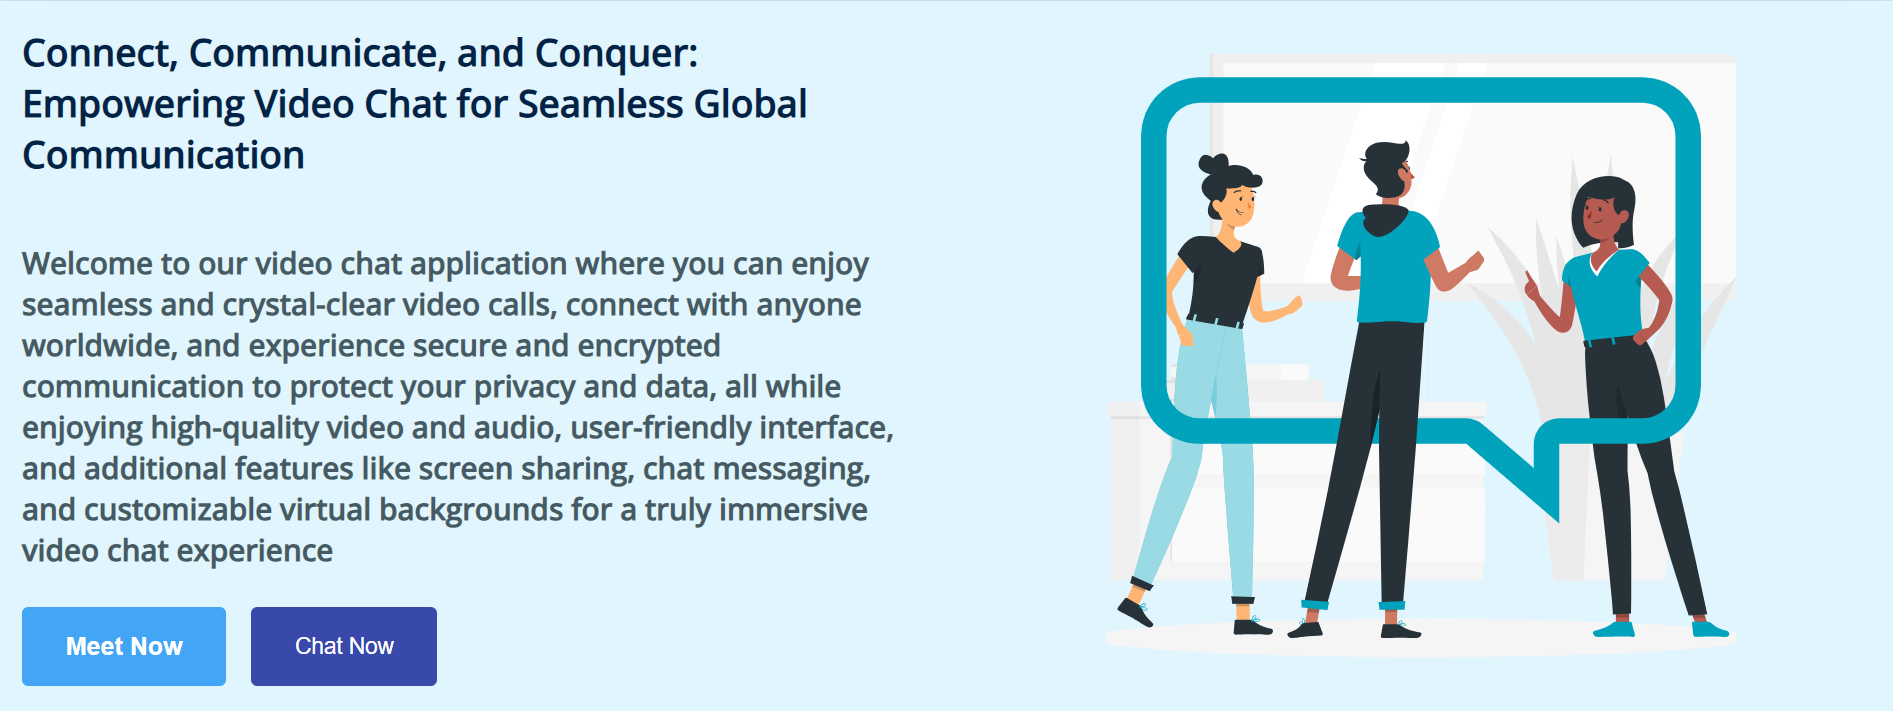 Connect, Communicate, and Conquer:
Empowering Video Chat for Seamless Global
Communication
Welcome to our video chat application where you can enjoy
seamless and crystal-clear video calls, connect with anyone
worldwide, and experience secure and encrypted
communication to protect your privacy and data, all while
enjoying high-quality video and audio, user-friendly interface,
and additional features like screen sharing, chat messaging,
and customizable virtual backgrounds for a truly immersive
video chat experience
Meet Now
Chat Now